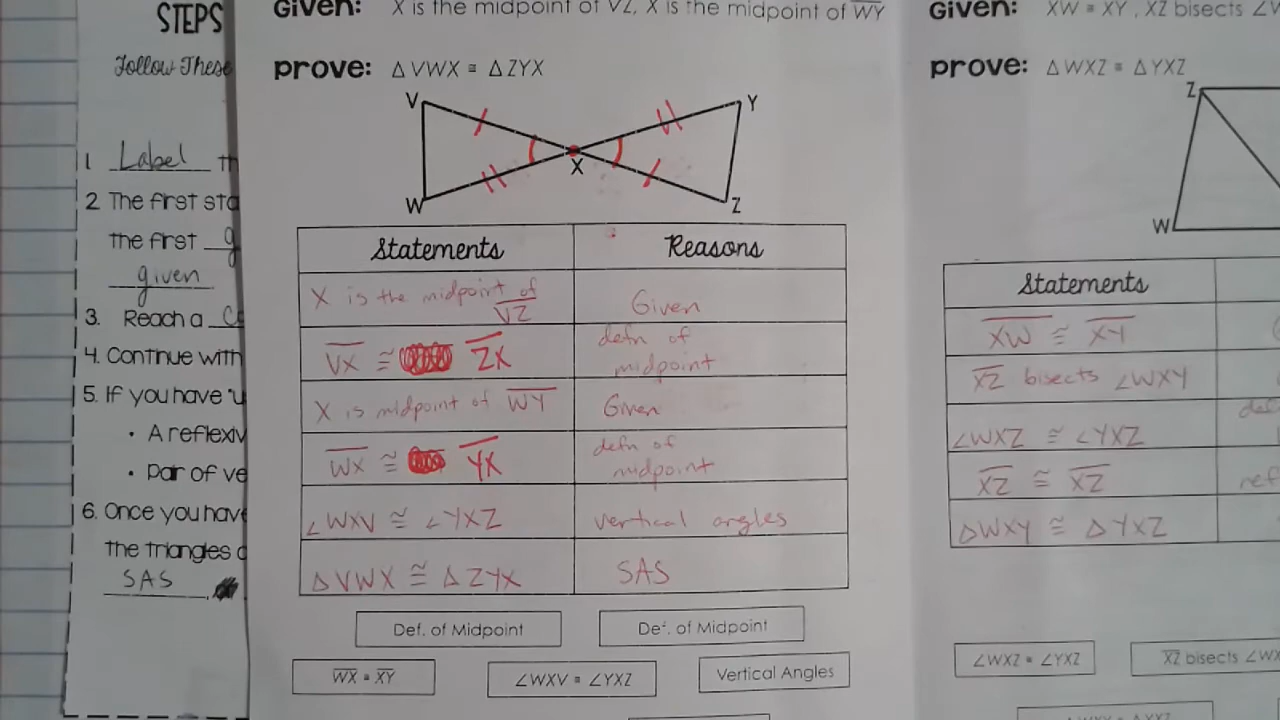 STEPS
Follow These
1 Label th
2 The first sta
the first g
given
3. Reach a C
4. Continue with
5. If you have "u
• A reflexiv
• Pair of ve
6. Once you have
the triangles
SAS
Given: X is the midpoint of VZ, X is the midpoint of WY
prove: △VWX ≅ △ZYX
V Y
X
W Z
Statements Reasons
X is the midpoint of VZ Given
VX ≅ ZX defn of midpoint
X is midpoint of WY Given
WX ≅ YX defn of midpoint
∠WXV ≅ ∠YXZ vertical angles
△VWX ≅ △ZYX SAS
Def. of Midpoint Def. of Midpoint
WX ≅ XY ∠WXV ≅ ∠YXZ Vertical Angles
Given: XW ≅ XY, XZ bisects ∠W
prove: △WXZ ≅ △YXZ
Z
W
Statements
XW ≅ XY
XZ bisects ∠WXY
∠WXZ ≅ ∠YXZ def
XZ ≅ XZ ref
△WXY ≅ △YXZ
∠WXZ ≅ ∠YXZ XZ bisects ∠WX